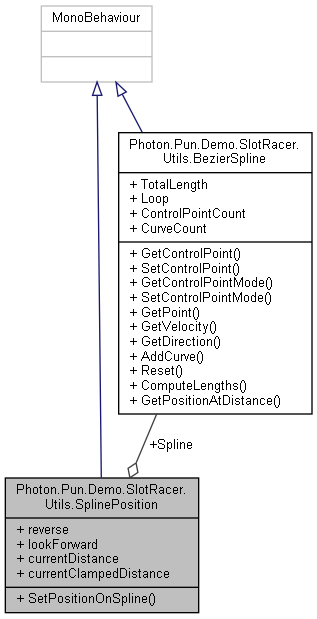 MonoBehaviour
Photon.Pun.Demo.SlotRacer.
Utils.BezierSpline
+ TotalLength
+ Loop
+ ControlPointCount
+ CurveCount
+ GetControlPoint()
+ SetControlPoint()
+ GetControlPointMode()
+ SetControlPointMode()
+ GetPoint()
+ GetVelocity()
+ GetDirection()
+ AddCurve()
+ Reset()
+ ComputeLengths()
+ GetPositionAtDistance()
+Spline
Photon.Pun.Demo.SlotRacer.
Utils.SplinePosition
+ reverse
+ lookForward
+ currentDistance
+ currentClampedDistance
+ SetPositionOnSpline()